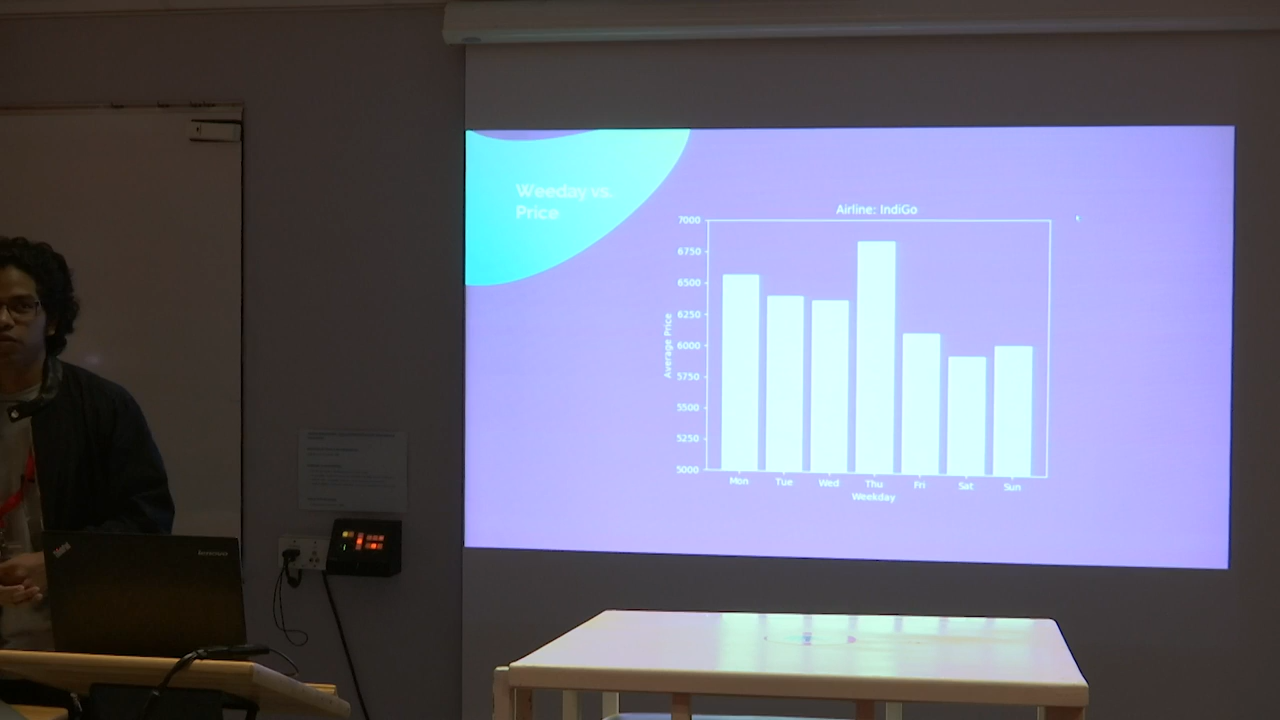 Weeday vs.
Price
Airline: IndiGo
7000
6750
6500
6250
6000
5750
5500
5250
5000
Average Price
Mon Tue Wed Thu Fri Sat Sun
Weekday
ThinkPad
lenovo